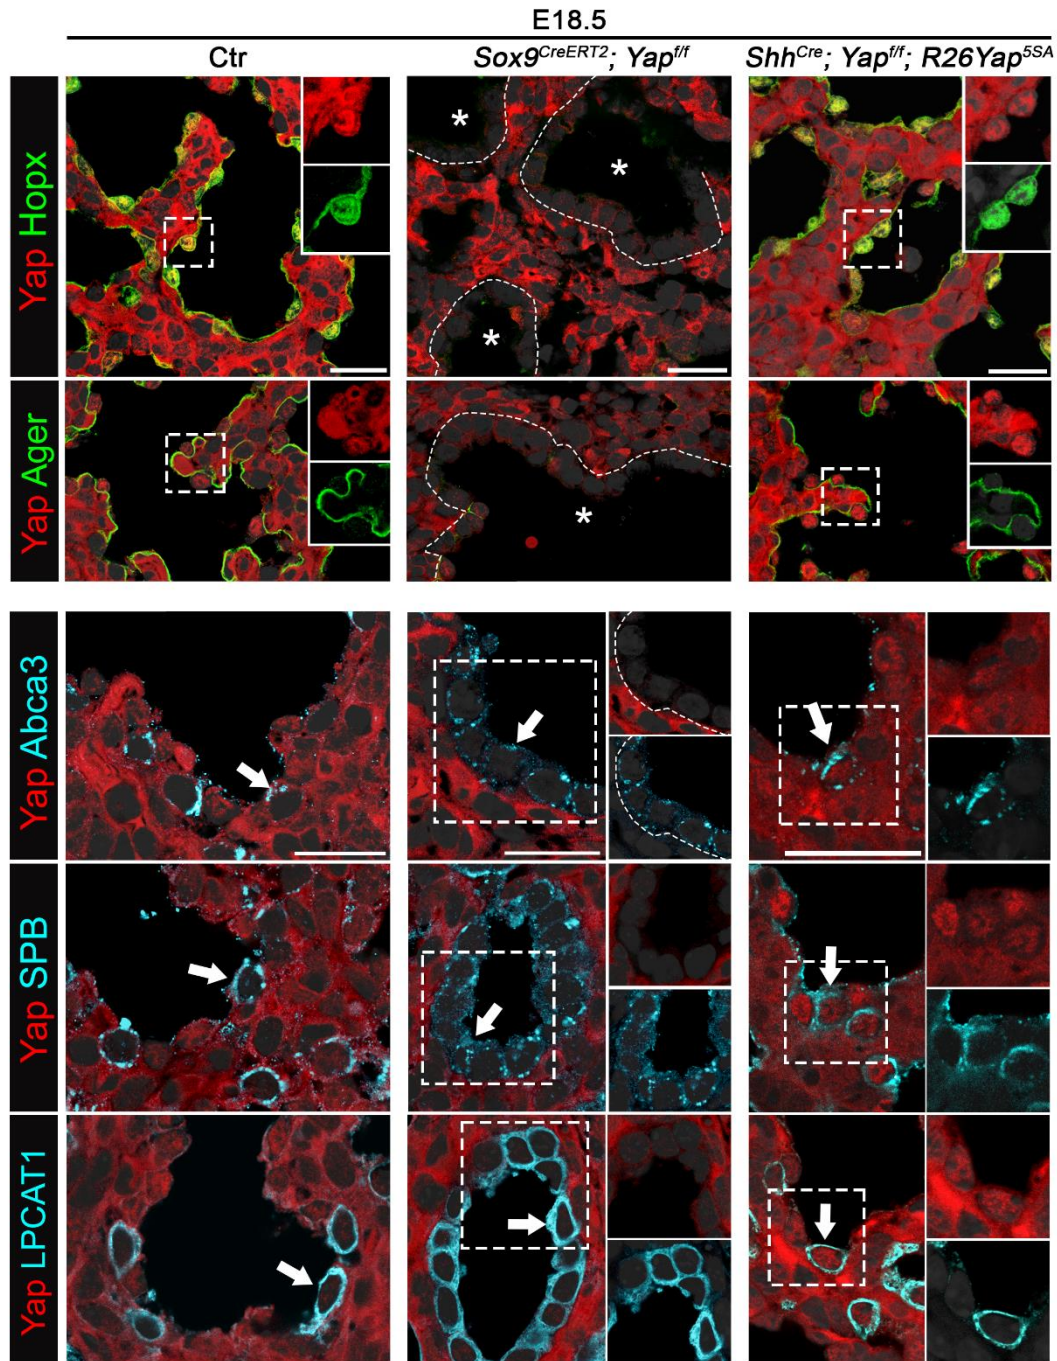 E18.5
Ctr
Sox9CreERT2; Yapf/f
ShhCre; Yapf/f; R26Yap5SA
Yap Hopx
*
*
*
Yap Ager
*
Yap Abca3
Yap SPB
Yap LPCAT1